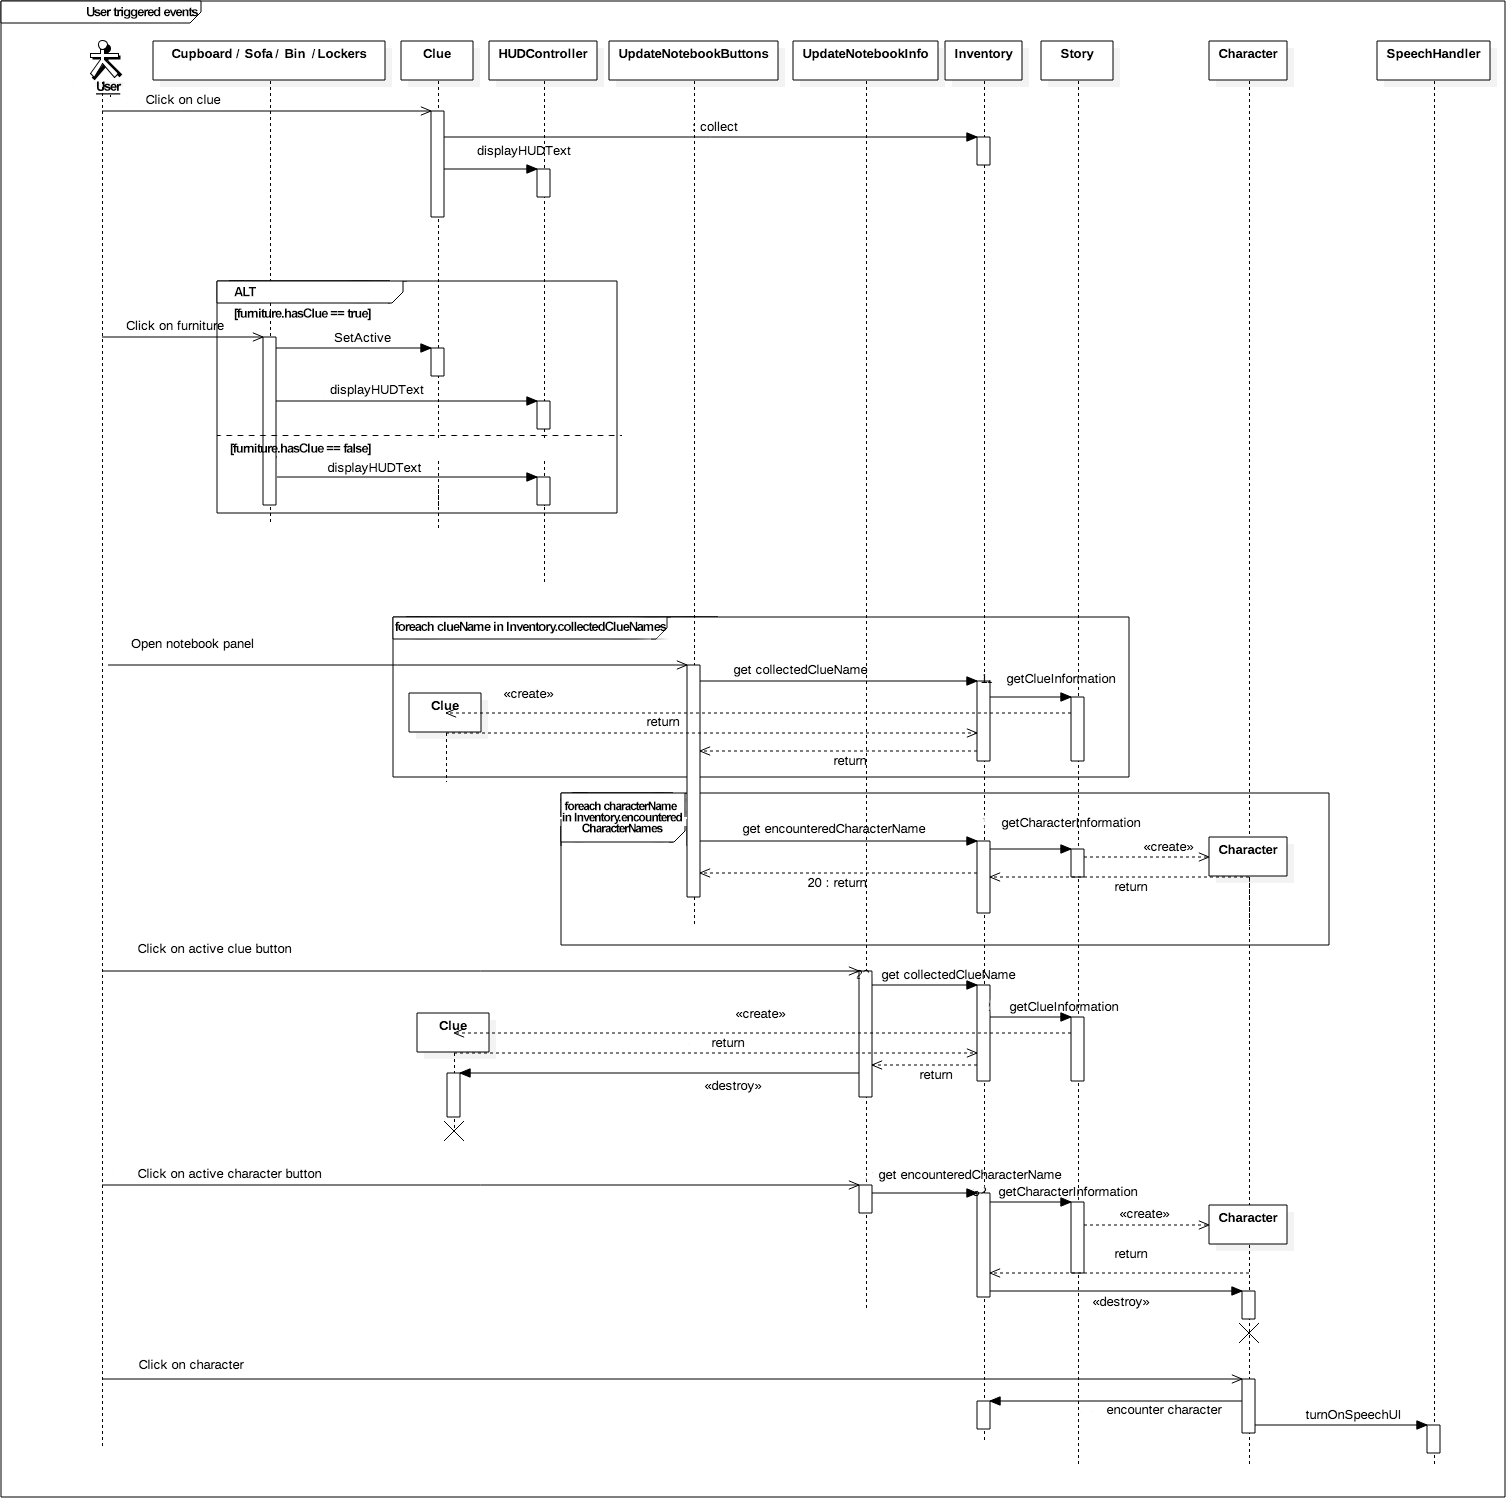 User triggered events
User
Cupboard / Sofa / Bin / Lockers
Clue
HUDController
UpdateNotebookButtons
UpdateNotebookInfo
Inventory
Story
Character
SpeechHandler
Click on clue
collect
displayHUDText
ALT
[furniture.hasClue == true]
Click on furniture
SetActive
displayHUDText
[furniture.hasClue == false]
displayHUDText
foreach clueName in Inventory.collectedClueNames
Open notebook panel
get collectedClueName
getClueInformation
«create»
Clue
return
return
foreach characterName
in Inventory.encountered
CharacterNames
get encounteredCharacterName
getCharacterInformation
«create»
Character
20 : return
return
Click on active clue button
get collectedClueName
getClueInformation
«create»
Clue
return
return
«destroy»
Click on active character button
get encounteredCharacterName
getCharacterInformation
«create»
Character
return
«destroy»
Click on character
encounter character
turnOnSpeechUI